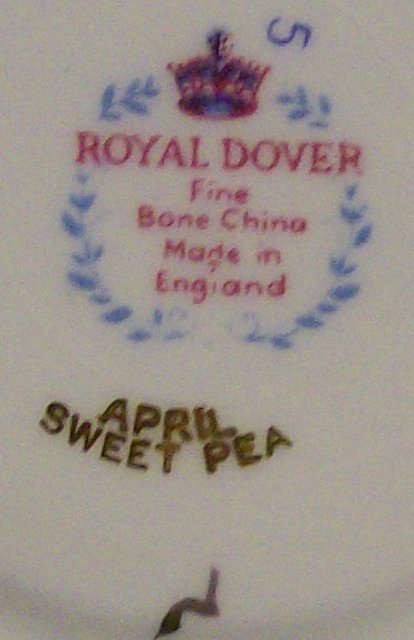 5
ROYAL DOVER
Fine
Bone China
Made in
England
APRIL
SWEET PEA